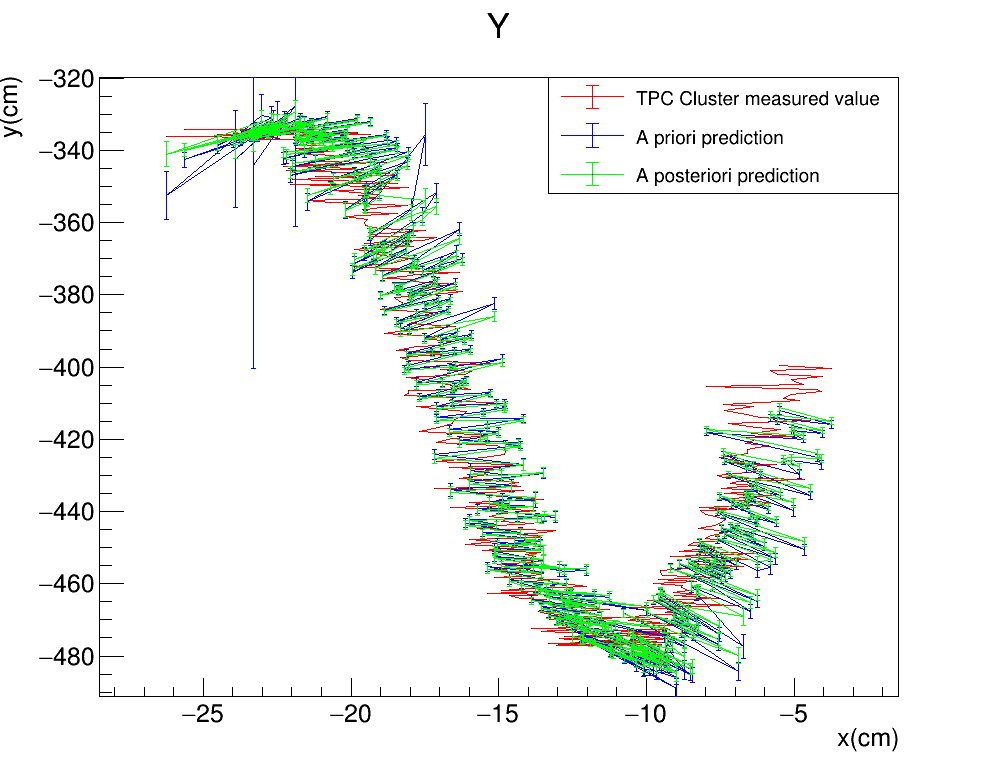 Y
y(cm)
−320
−340
−360
−380
−400
−420
−440
−460
−480
TPC Cluster measured value
A priori prediction
A posteriori prediction
−25 −20 −15 −10 −5
x(cm)